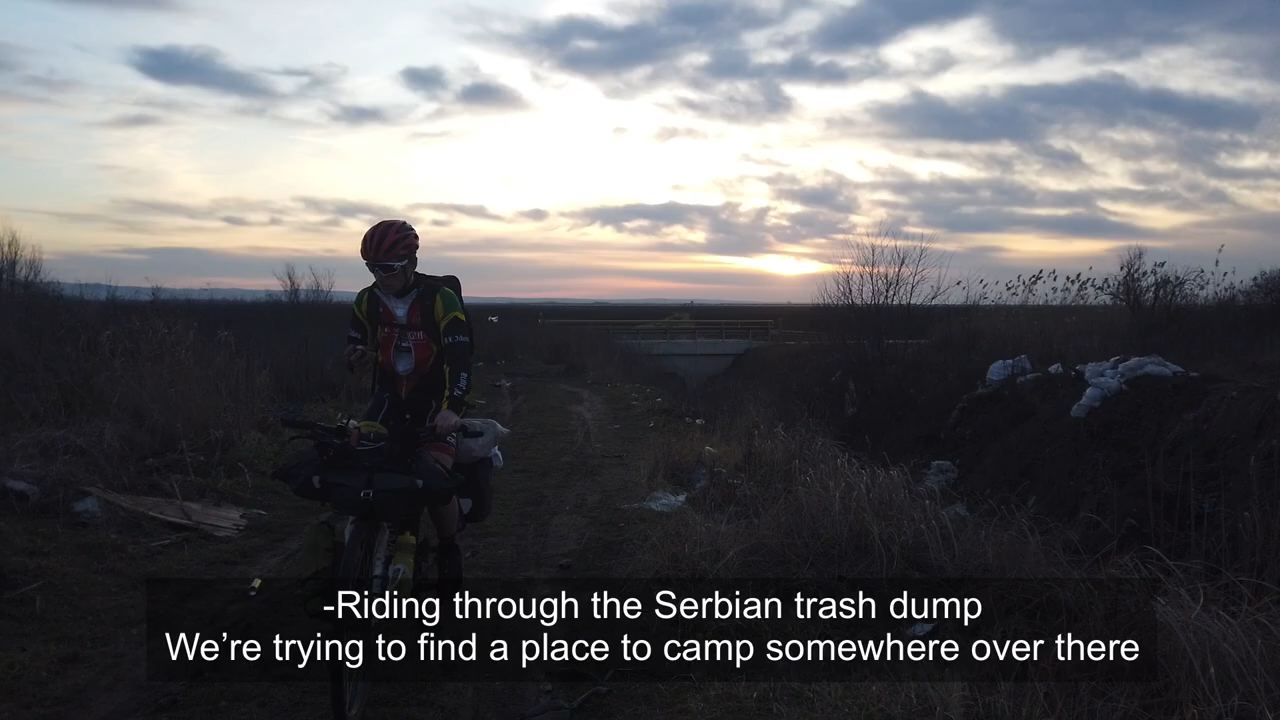 -Riding through the Serbian trash dump
We’re trying to find a place to camp somewhere over there